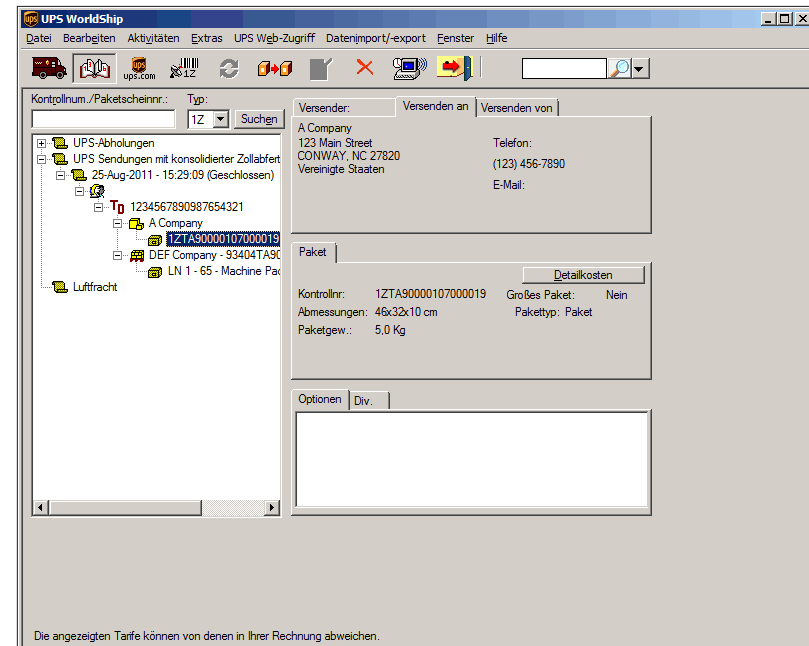 UPS WorldShip
Datei Bearbeiten Aktivitäten Extras UPS Web-Zugriff Datenimport/-export Fenster Hilfe
ups.com 1Z
Kontrollnum./Paketscheinnr.: Typ:
1Z Suchen
UPS-Abholungen
UPS Sendungen mit konsolidierter Zollabfert
25-Aug-2011 - 15:29:09 (Geschlossen)
TD 1234567890987654321
A Company
1ZTA90000107000019
DEF Company - 93404TA90
LN 1 - 65 - Machine Pac
Luftfracht
Versender: Versenden an Versenden von
A Company
123 Main Street
CONWAY, NC 27820
Vereinigte Staaten
Telefon:
(123) 456-7890
E-Mail:
Paket
Detailkosten
Kontrollnr: 1ZTA90000107000019 Großes Paket: Nein
Abmessungen: 46x32x10 cm Pakettyp: Paket
Paketgew.: 5,0 Kg
Optionen Div.
Die angezeigten Tarife können von denen in Ihrer Rechnung abweichen.